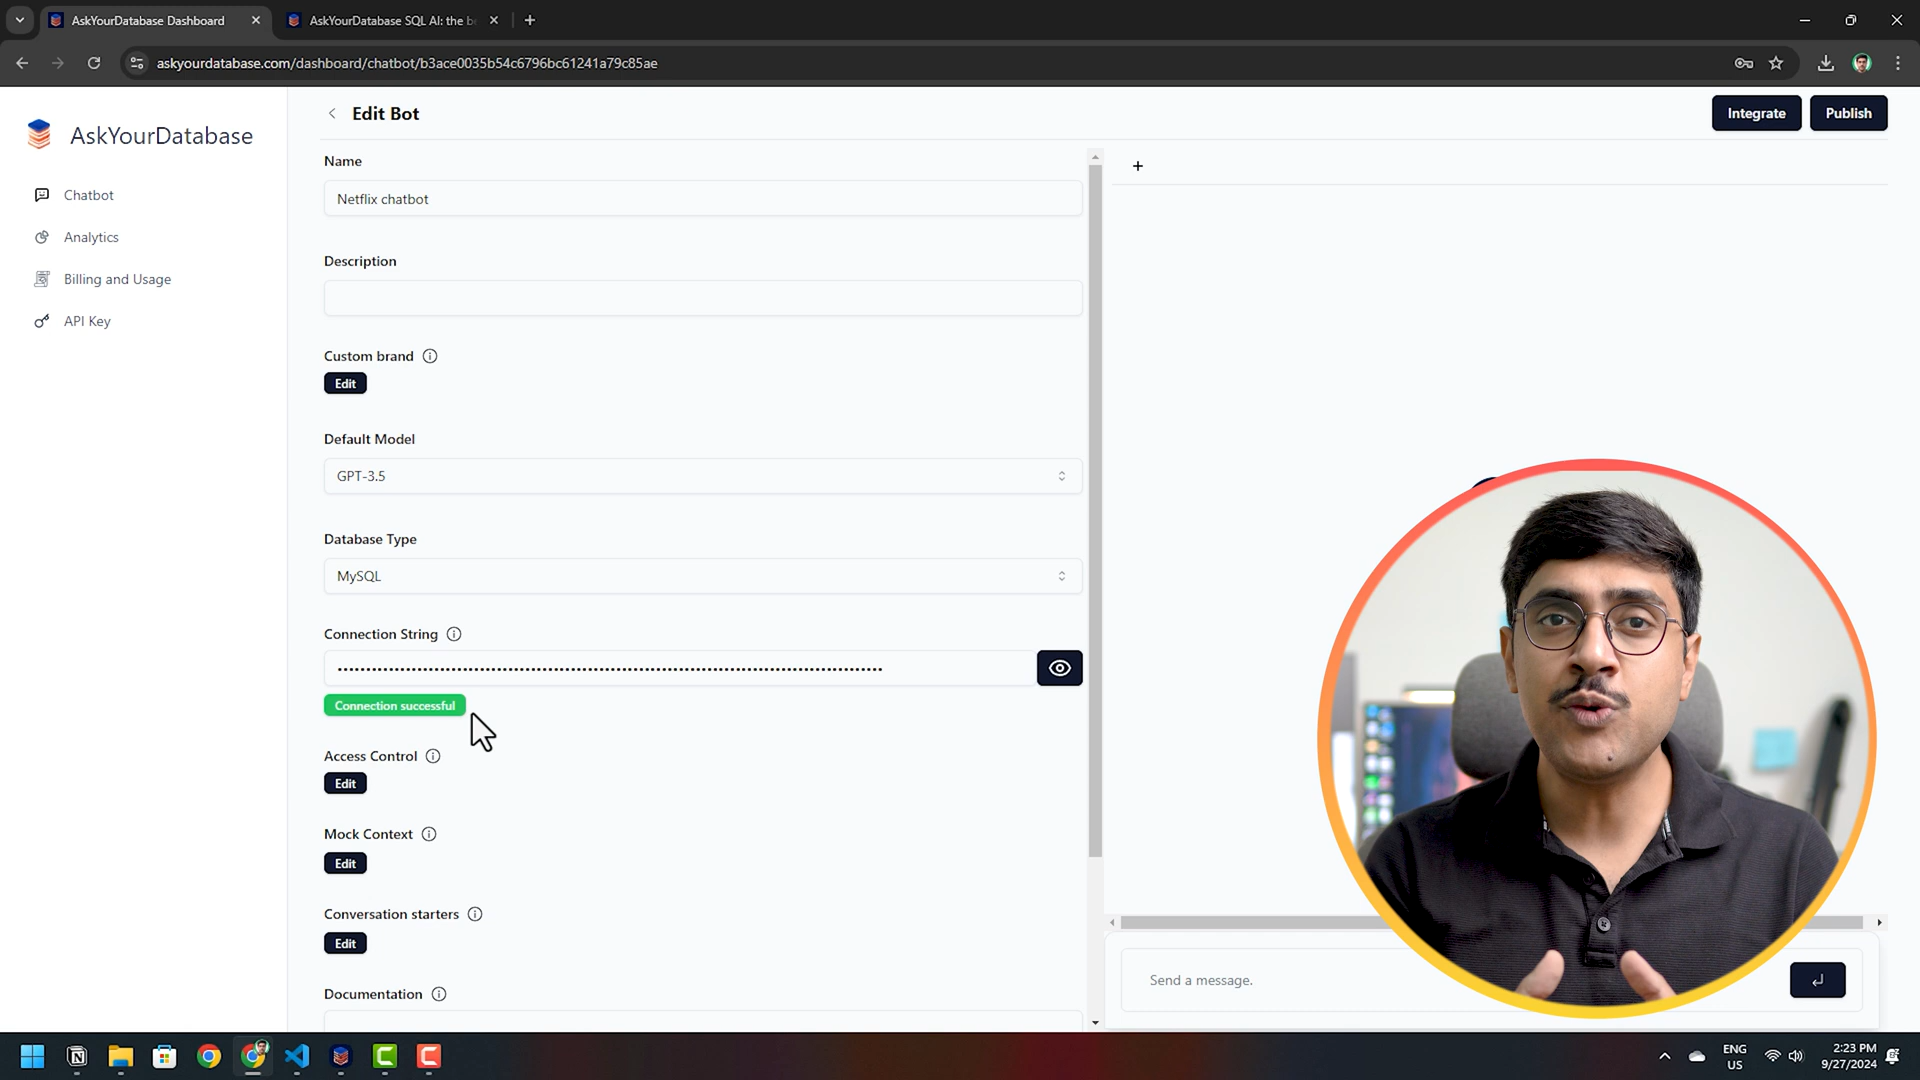 AskYourDatabase Dashboard
AskYourDatabase SQL AI: the be
askyourdatabase.com/dashboard/chatbot/b3ace0035b54c6796bc61241a79c85ae
AskYourDatabase
Chatbot
Analytics
Billing and Usage
API Key
Edit Bot
Integrate
Publish
Name
Netflix chatbot
Description
Custom brand
Edit
Default Model
GPT-3.5
Database Type
MySQL
Connection String
Connection successful
Access Control
Edit
Mock Context
Edit
Conversation starters
Edit
Documentation
Send a message.
ENG
US
2:23 PM
9/27/2024